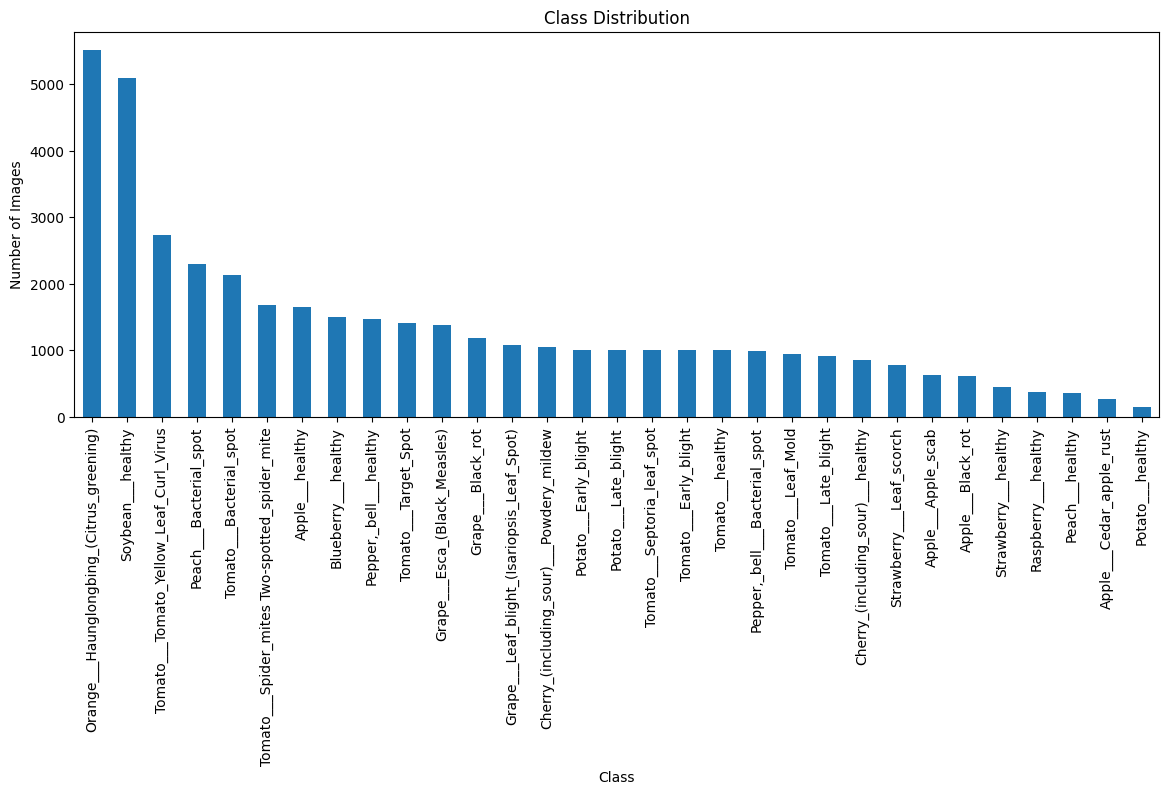 Class Distribution
Number of Images
5000
4000
3000
2000
1000
0
Orange___Haunglongbing_(Citrus_greening)
Soybean___healthy
Tomato___Tomato_Yellow_Leaf_Curl_Virus
Peach___Bacterial_spot
Tomato___Bacterial_spot
Tomato___Spider_mites Two-spotted_spider_mite
Apple___healthy
Blueberry___healthy
Pepper,_bell___healthy
Tomato___Target_Spot
Grape___Esca_(Black_Measles)
Grape___Black_rot
Grape___Leaf_blight_(Isariopsis_Leaf_Spot)
Cherry_(including_sour)___Powdery_mildew
Potato___Early_blight
Potato___Late_blight
Tomato___Septoria_leaf_spot
Tomato___Early_blight
Tomato___healthy
Pepper,_bell___Bacterial_spot
Tomato___Leaf_Mold
Tomato___Late_blight
Cherry_(including_sour)___healthy
Strawberry___Leaf_scorch
Apple___Apple_scab
Apple___Black_rot
Strawberry___healthy
Raspberry___healthy
Peach___healthy
Apple___Cedar_apple_rust
Potato___healthy
Class